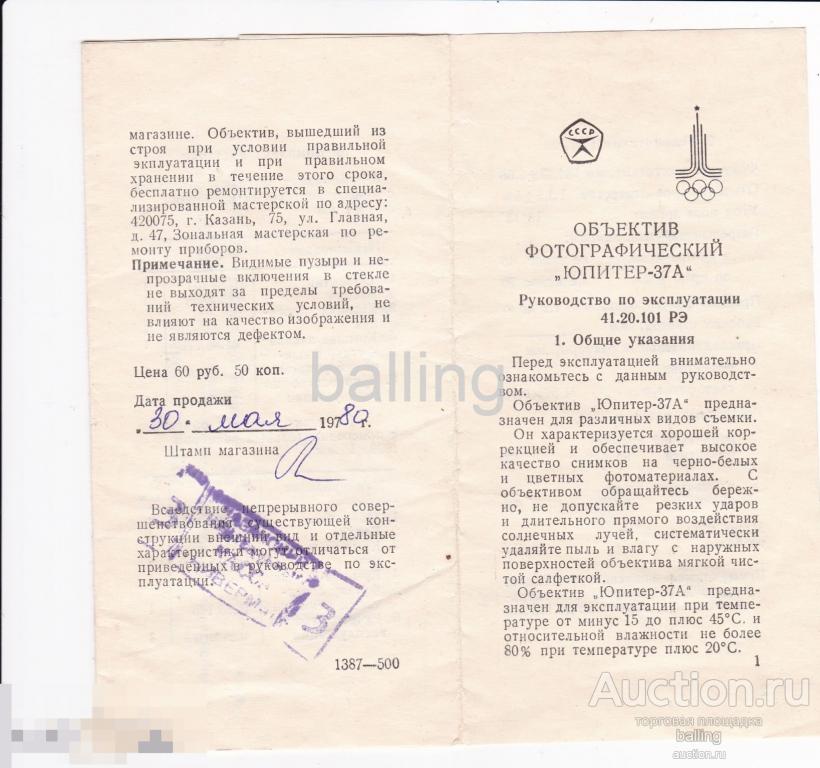 магазине. Объектив, вышедший из
строя при условии правильной
эксплуатации и при правильном
хранении в течение этого срока,
бесплатно ремонтируется в специа-
лизированной мастерской по адресу:
420075, г. Казань, 75, ул. Главная,
д. 47, Зональная мастерская по ре-
монту приборов.
Примечание. Видимые пузыри и не-
прозрачные включения в стекле
не выходят за пределы требова-
ний технических условий, не
влияют на качество изображения и
не являются дефектом.
Цена 60 руб. 50 коп.
Дата продажи
30. мая 1980г.
Штамп магазина
Вследствие непрерывного совер-
шенствования существующей кон-
струкции внешний вид и отдельные
характеристики могут отличаться от
приведенных в руководстве по экс-
плуатации.
13
1387—500
СССР
ОБЪЕКТИВ
ФОТОГРАФИЧЕСКИЙ
„ЮПИТЕР-37А“
Руководство по эксплуатации
41.20.101 РЭ
1. Общие указания
Перед эксплуатацией внимательно
ознакомьтесь с данным руководст-
вом.
Объектив „Юпитер-37А“ предна-
значен для различных видов съемки.
Он характеризуется хорошей кор-
рекцией и обеспечивает высокое
качество снимков на черно-белых
и цветных фотоматериалах. С
объективом обращайтесь береж-
но, не допускайте резких ударов
и длительного прямого воздействия
солнечных лучей, систематически
удаляйте пыль и влагу с наружных
поверхностей объектива мягкой чис-
той салфеткой.
Объектив „Юпитер-37А“ предна-
значен для эксплуатации при темпе-
ратуре от минус 15 до плюс 45°С. и
относительной влажности не более
80% при температуре плюс 20°С.
1
balling
Auction.ru
торговая площадка
balling
auction.ru